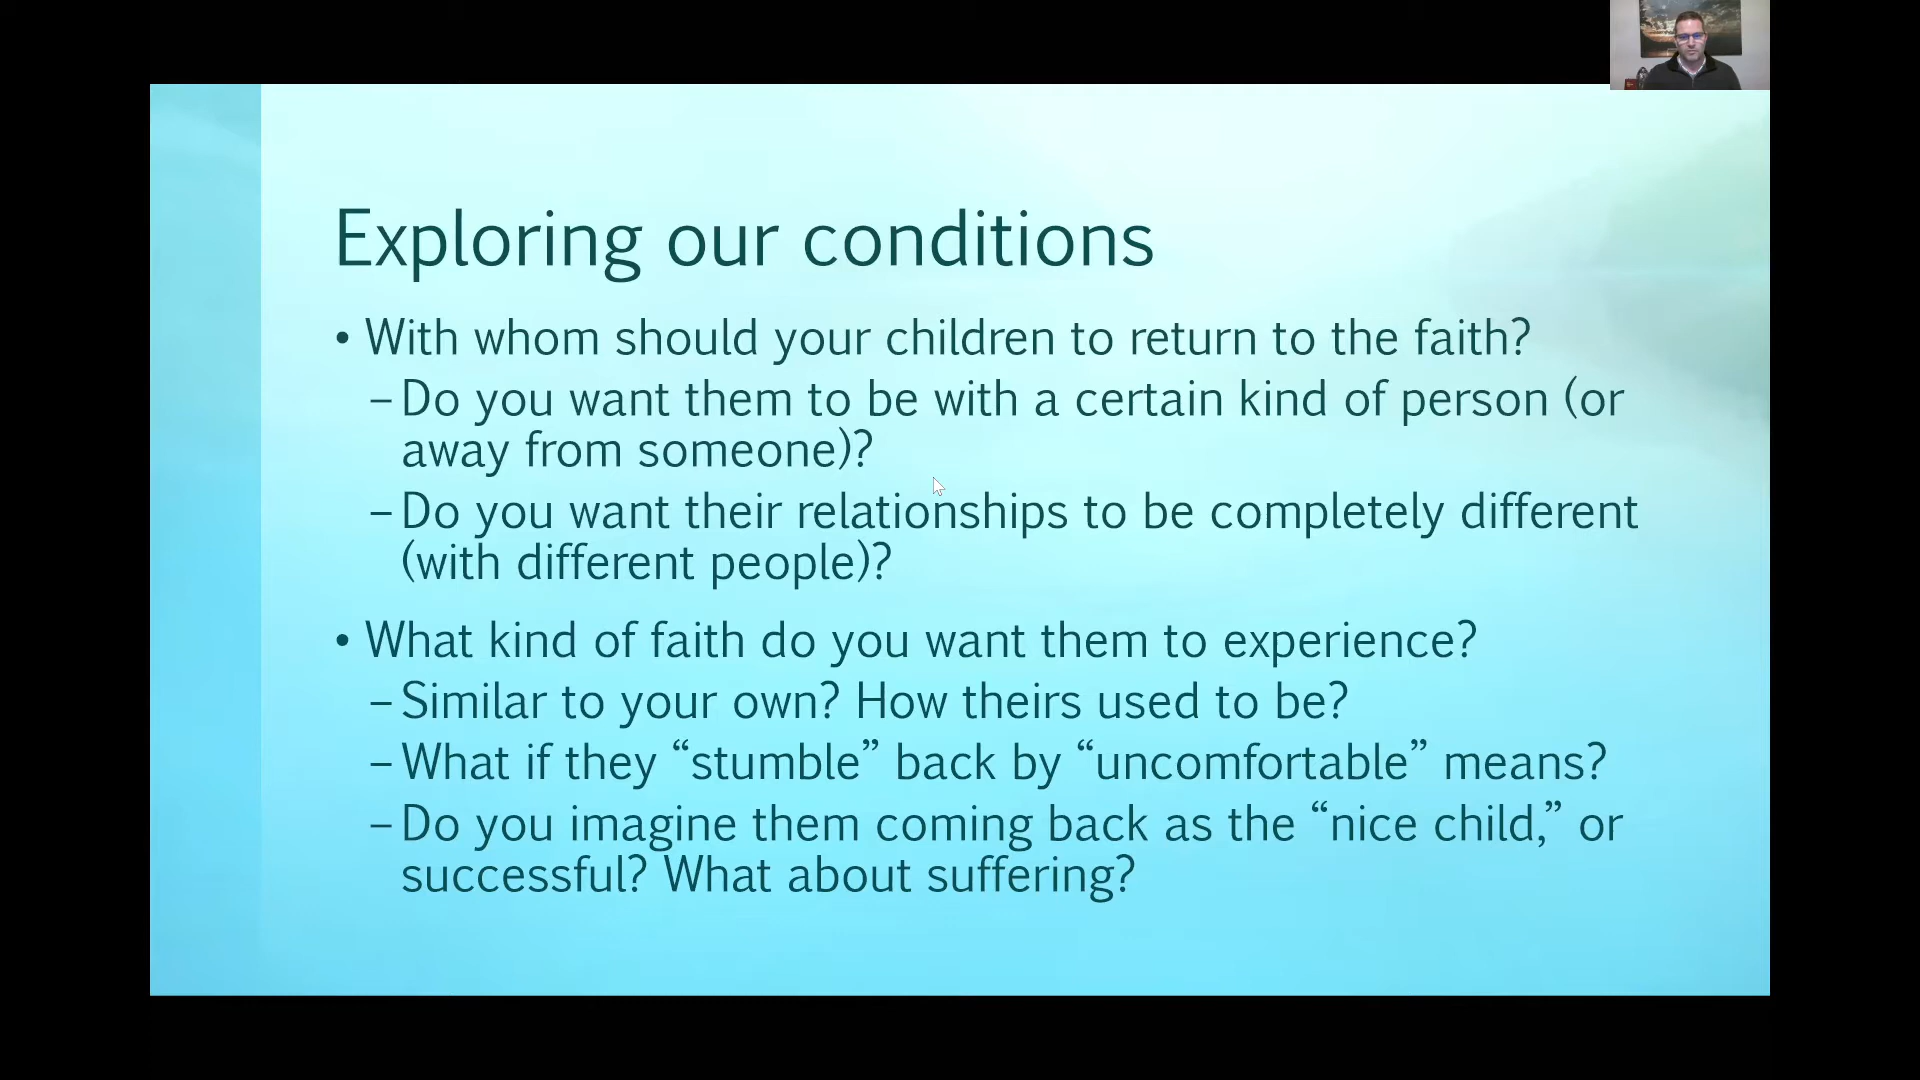 Exploring our conditions
• With whom should your children to return to the faith?
– Do you want them to be with a certain kind of person (or
away from someone)?
– Do you want their relationships to be completely different
(with different people)?
• What kind of faith do you want them to experience?
– Similar to your own? How theirs used to be?
– What if they “stumble” back by “uncomfortable” means?
– Do you imagine them coming back as the “nice child,” or
successful? What about suffering?